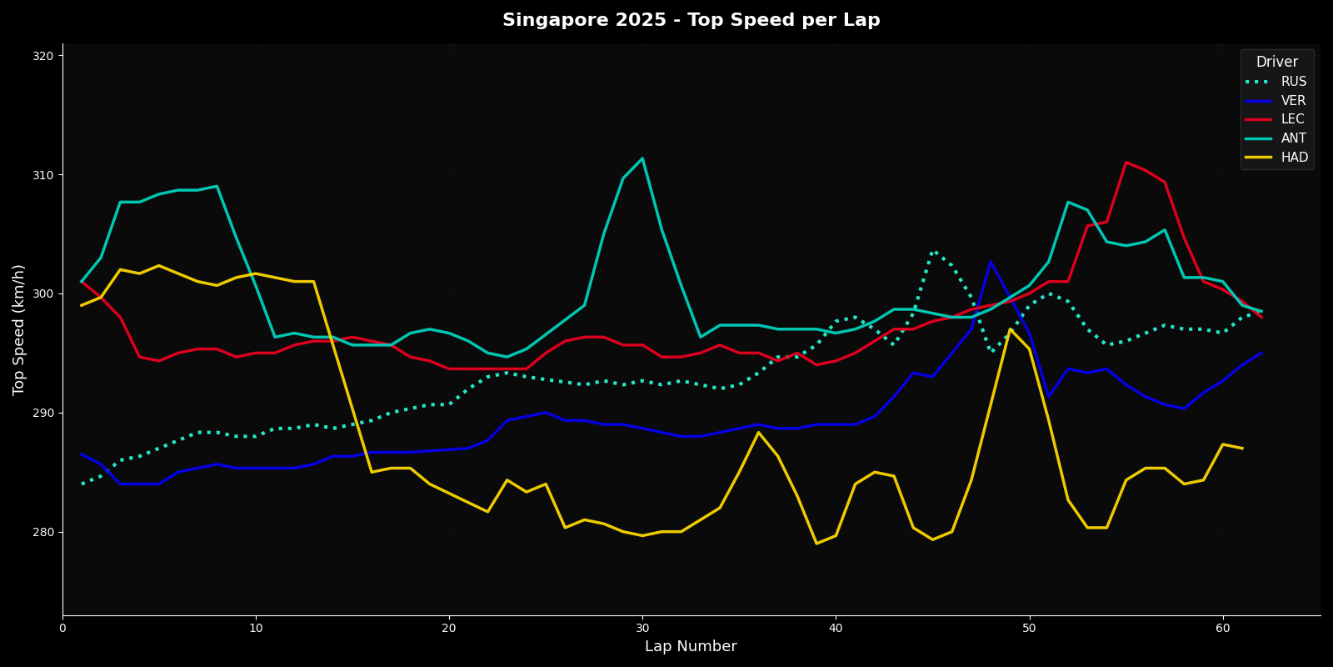 Singapore 2025 - Top Speed per Lap
Driver
RUS
VER
LEC
ANT
HAD
Top Speed (km/h)
320
310
300
290
280
0 10 20 30 40 50 60
Lap Number